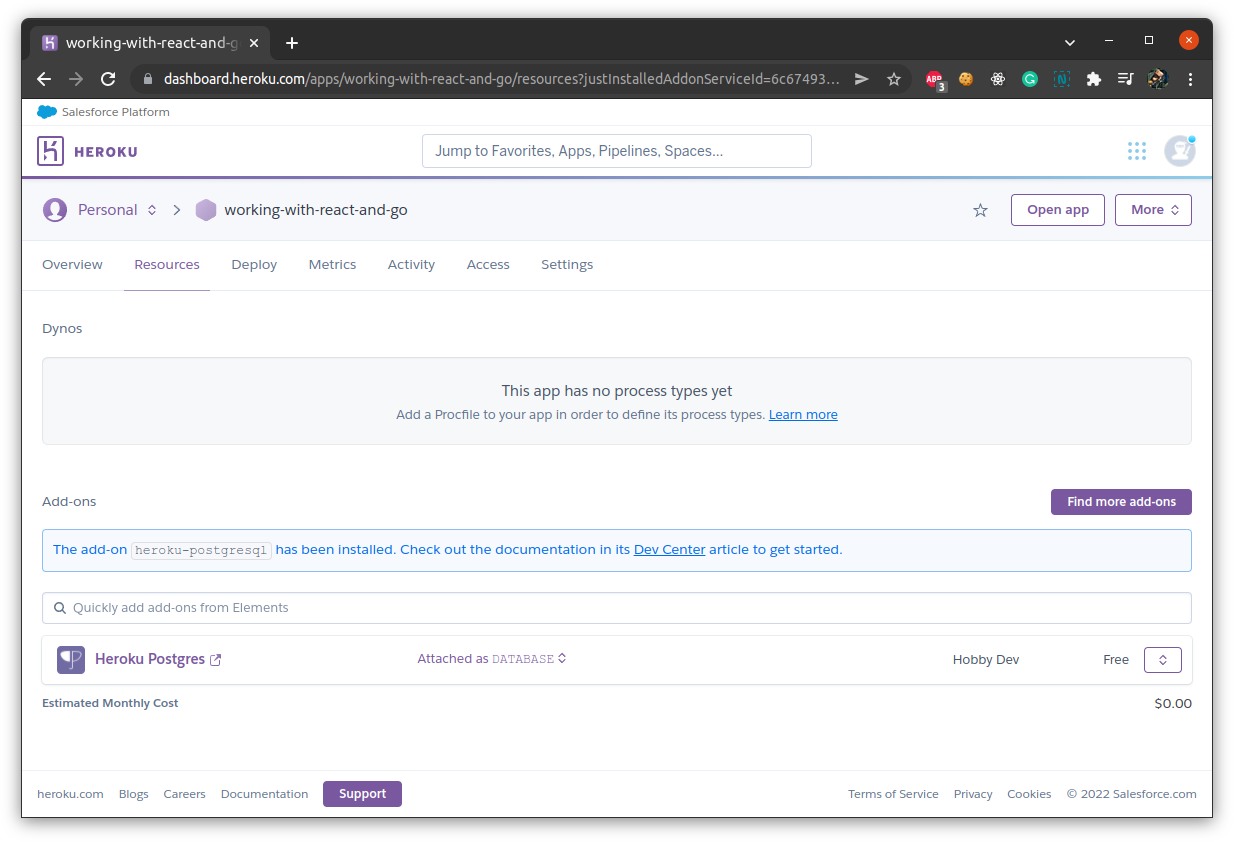 working-with-react-and-g
dashboard.heroku.com/apps/working-with-react-and-go/resources?justInstalledAddonServiceId=6c67493...
ABP
3
G
N
Salesforce Platform
HEROKU
Jump to Favorites, Apps, Pipelines, Spaces...
Personal
working-with-react-and-go
Open app
More
Overview
Resources
Deploy
Metrics
Activity
Access
Settings
Dynos
This app has no process types yet
Add a Procfile to your app in order to define its process types. Learn more
Add-ons
Find more add-ons
The add-on heroku-postgresql has been installed. Check out the documentation in its Dev Center article to get started.
Quickly add add-ons from Elements
Heroku Postgres
Attached as DATABASE
Hobby Dev
Free
Estimated Monthly Cost
$0.00
heroku.com
Blogs
Careers
Documentation
Support
Terms of Service
Privacy
Cookies
© 2022 Salesforce.com